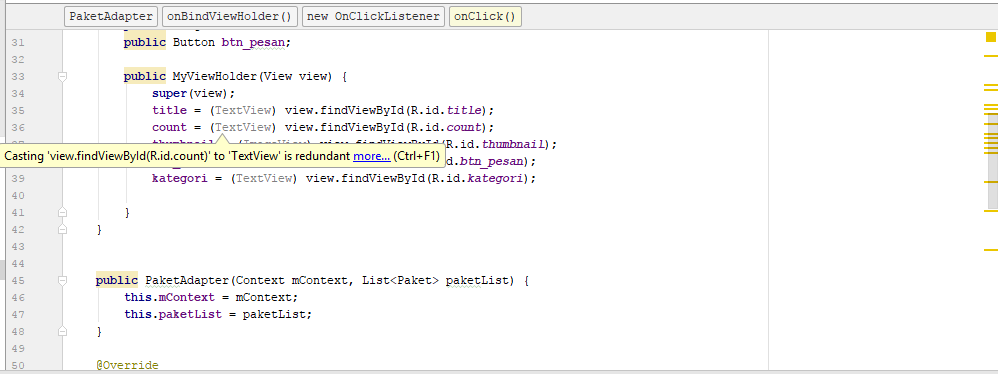 PaketAdapter onBindViewHolder() new OnClickListener onClick()
31 public Button btn_pesan;
32
33 public MyViewHolder(View view) {
34 super(view);
35 title = (TextView) view.findViewById(R.id.title);
36 count = (TextView) view.findViewById(R.id.count);
view.findViewById(R.id.thumbnail);
Casting 'view.findViewById(R.id.count)' to 'TextView' is redundant more... (Ctrl+F1)
d.btn_pesan);
39 kategori = (TextView) view.findViewById(R.id.kategori);
40
41 }
42 }
43
44
45 public PaketAdapter(Context mContext, List<Paket> paketList) {
46 this.mContext = mContext;
47 this.paketList = paketList;
48 }
49
50 @Override